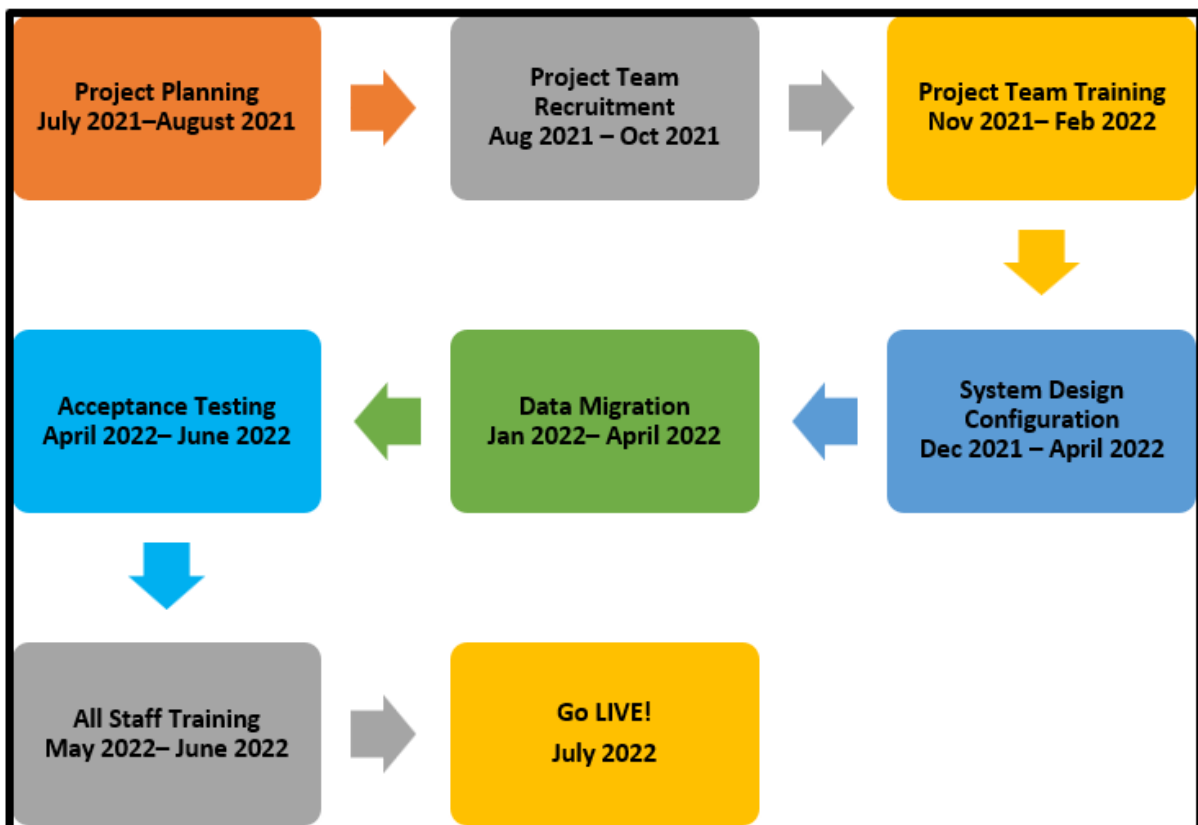 Project Planning
July 2021–August 2021
Project Team
Recruitment
Aug 2021 – Oct 2021
Project Team Training
Nov 2021– Feb 2022
System Design
Configuration
Dec 2021 – April 2022
Data Migration
Jan 2022– April 2022
Acceptance Testing
April 2022– June 2022
All Staff Training
May 2022– June 2022
Go LIVE!
July 2022